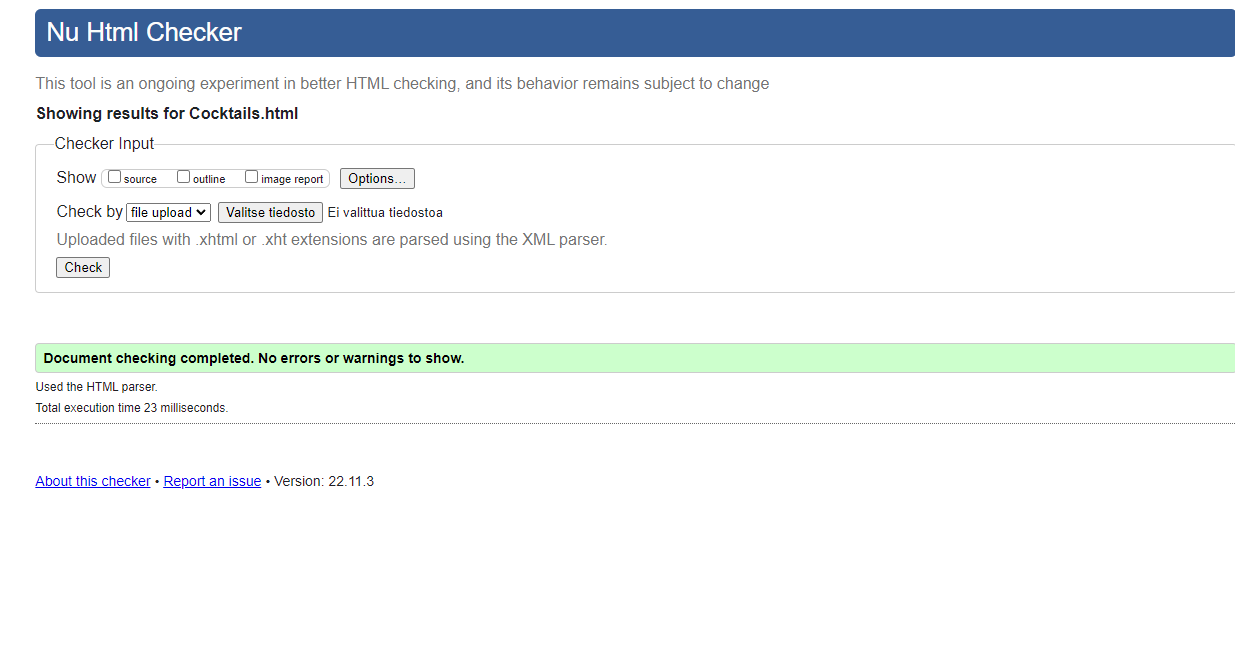 Nu Html Checker
This tool is an ongoing experiment in better HTML checking, and its behavior remains subject to change
Showing results for Cocktails.html
Checker Input
Show source outline image report Options...
Check by file upload Valitse tiedosto Ei valittua tiedostoa
Uploaded files with .xhtml or .xht extensions are parsed using the XML parser.
Check
Document checking completed. No errors or warnings to show.
Used the HTML parser.
Total execution time 23 milliseconds.
About this checker • Report an issue • Version: 22.11.3